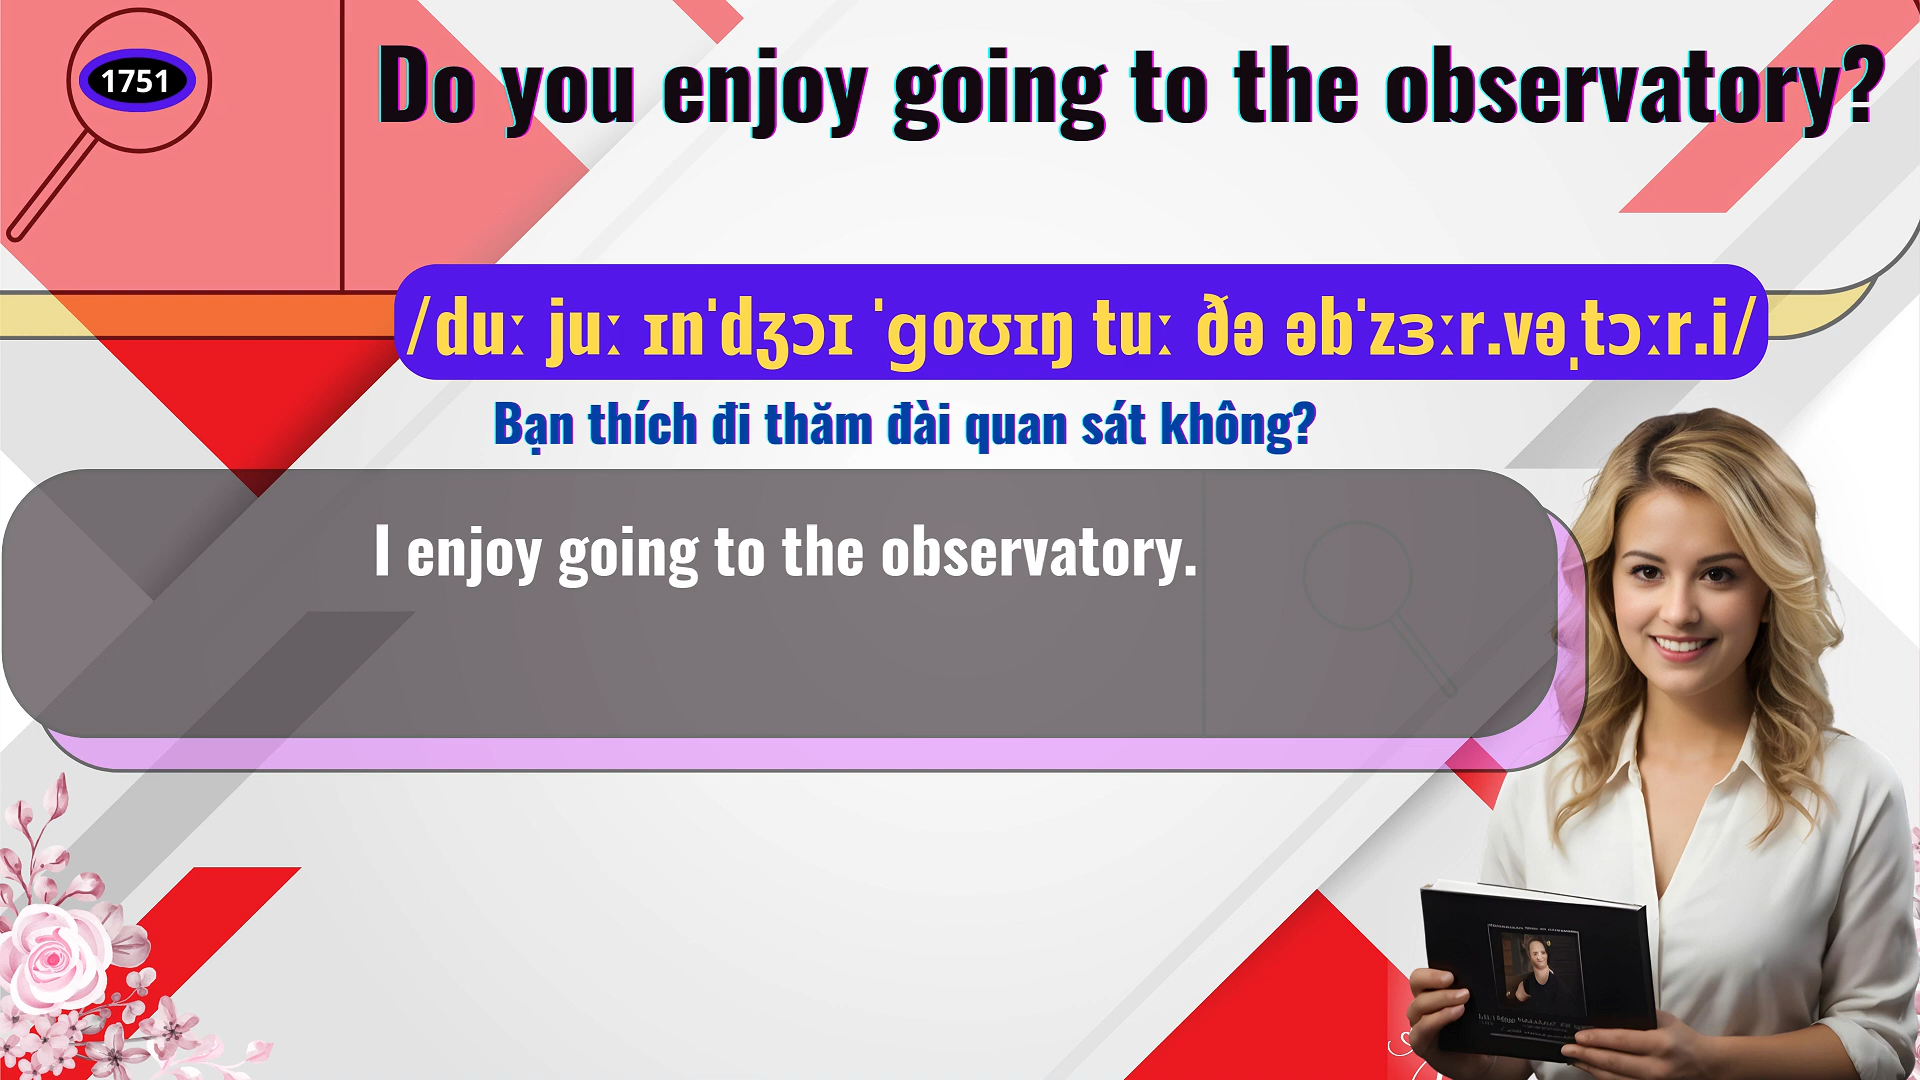 1751
Do you enjoy going to the observatory?
/duː juː ɪnˈdʒɔɪ ˈɡoʊɪŋ tuː ðə əbˈzɜːr.vəˌtɔːr.i/
Bạn thích đi thăm đài quan sát không?
I enjoy going to the observatory.